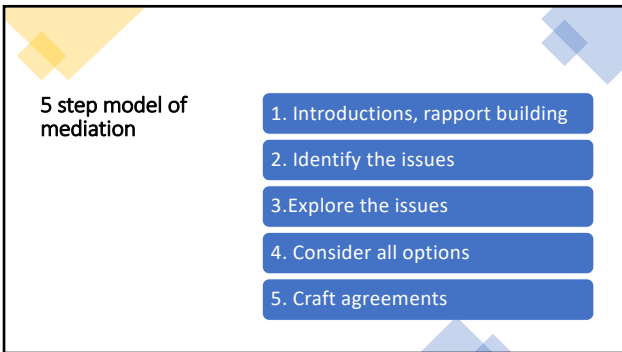 5 step model of
mediation
1. Introductions, rapport building
2. Identify the issues
3.Explore the issues
4. Consider all options
5. Craft agreements